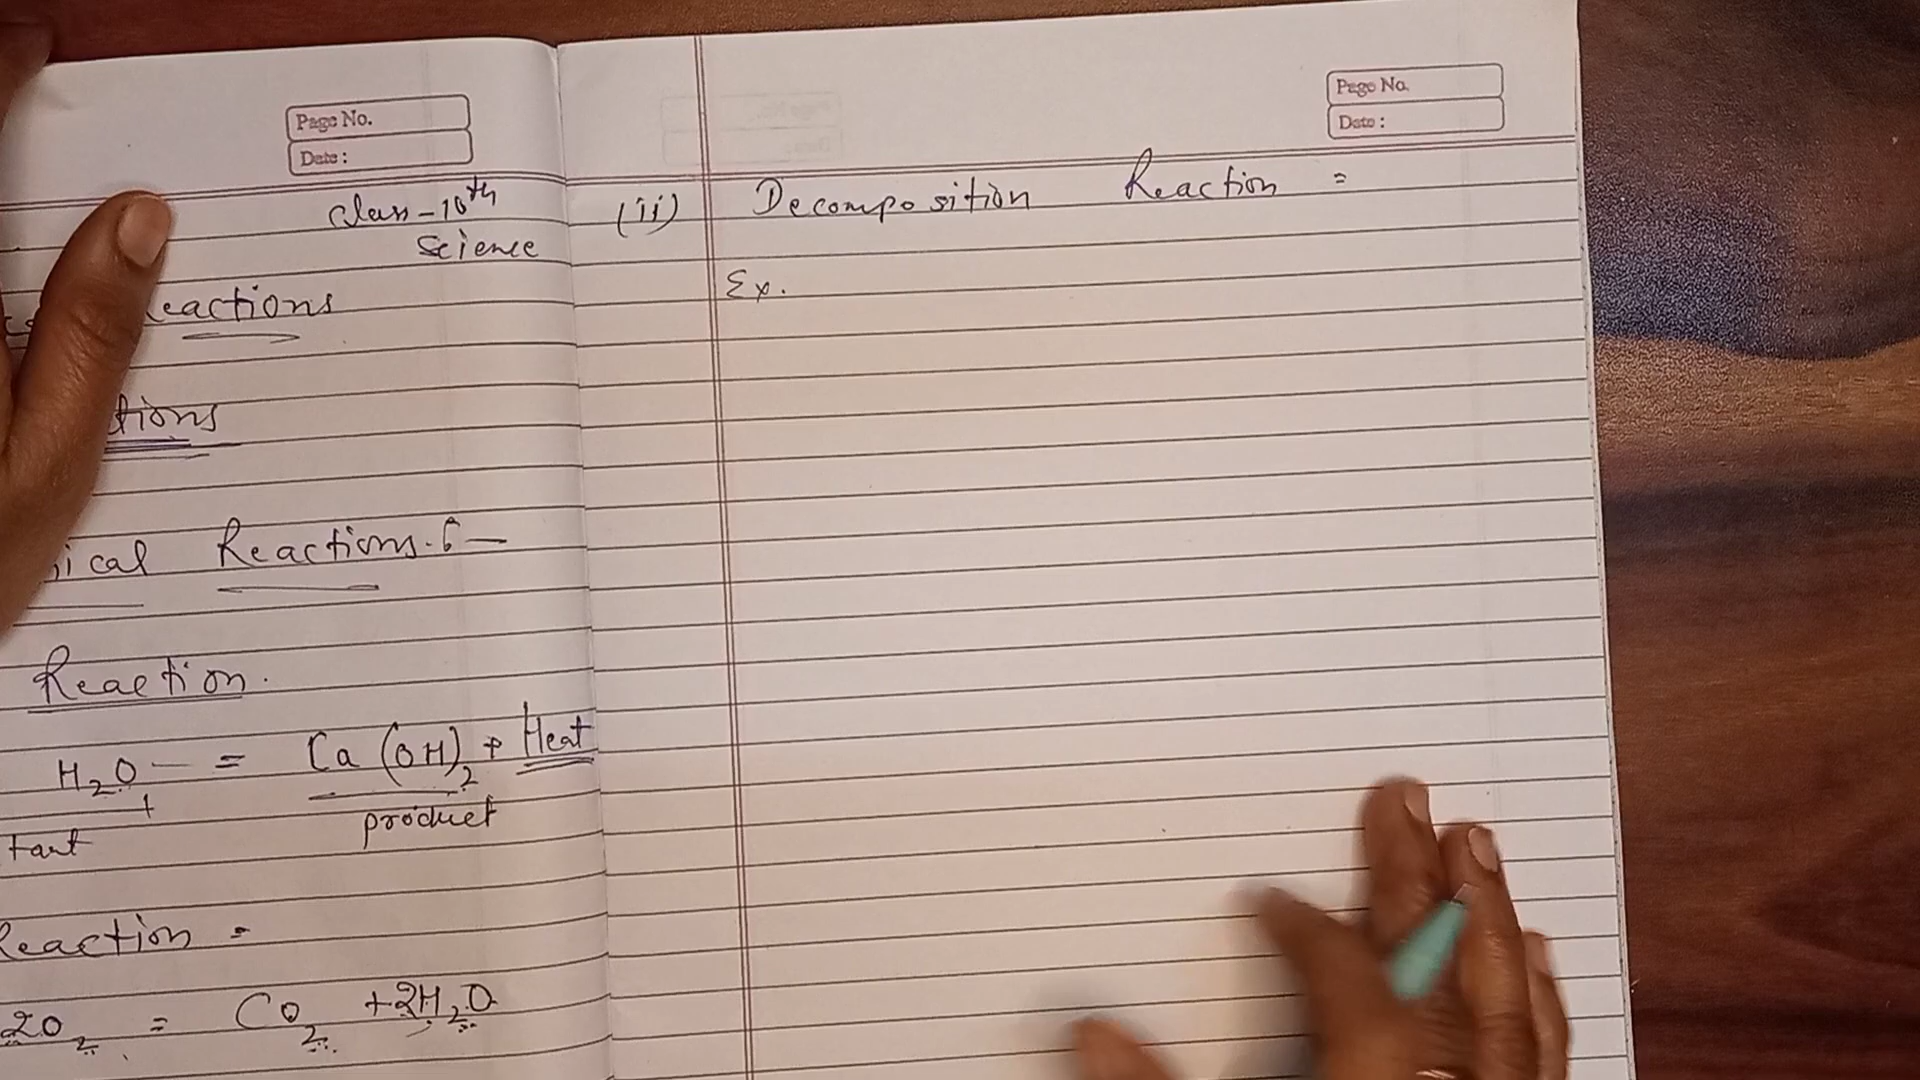 Page No.
Date :
Class - 10th
Science
eactions
tions
ical Reactions.6 —
Reaction.
H₂O = Ca (OH)₂ + Heat
tant product
Reaction =
2O₂ = CO₂ + 2H₂O
Page No.
Date :
(ii) Decomposition Reaction =
Ex.